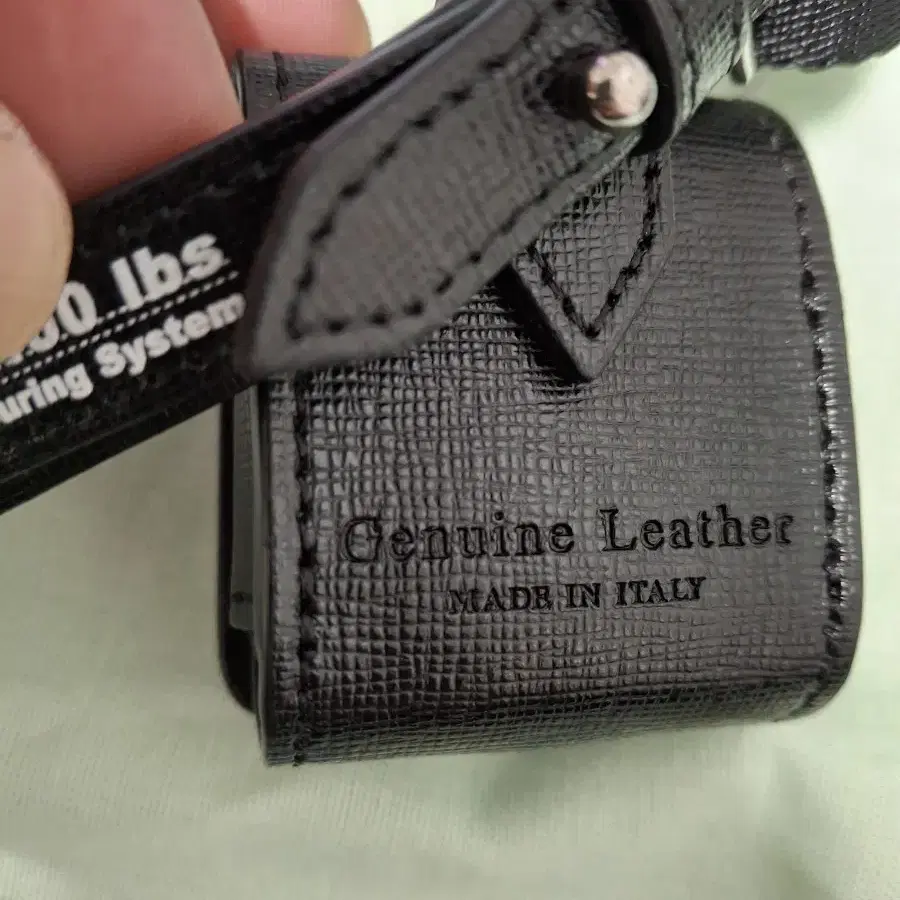 lbs
uring System
Genuine Leather
MADE IN ITALY